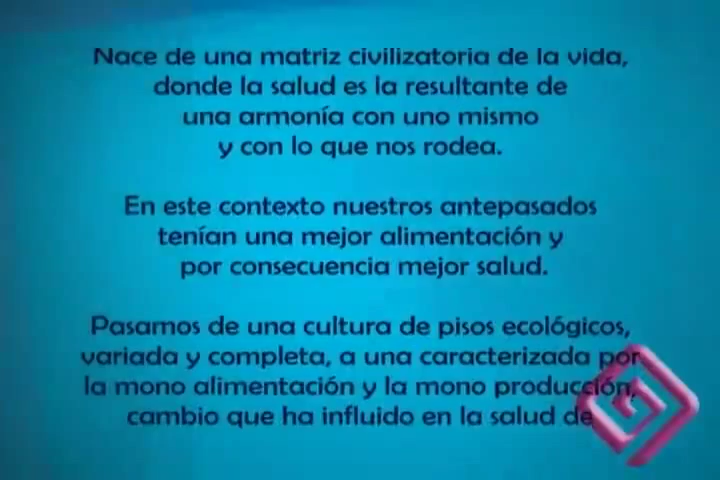 Nace de una matriz civilizatoria de la vida,
donde la salud es la resultante de
una armonía con uno mismo
y con lo que nos rodea.
En este contexto nuestros antepasados
tenían una mejor alimentación y
por consecuencia mejor salud.
Pasamos de una cultura de pisos ecológicos,
variada y completa, a una caracterizada por
la mono alimentación y la mono producción,
cambio que ha influido en la salud de